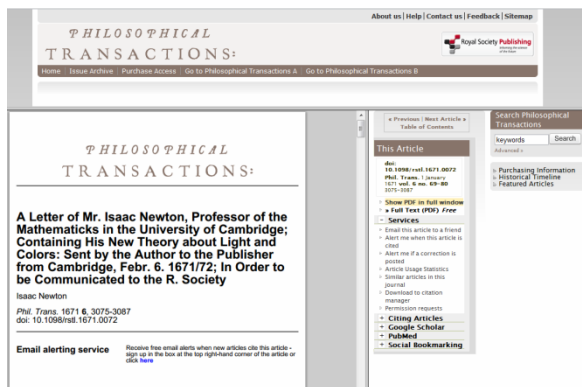 About us | Help | Contact us | Feedback | Sitemap
PHILOSOPHICAL
TRANSACTIONS:
Royal Society Publishing
Home | Issue Archive | Purchase Access | Go to Philosophical Transactions A | Go to Philosophical Transactions B
PHILOSOPHICAL
TRANSACTIONS:
A Letter of Mr. Isaac Newton, Professor of the
Mathematicks in the University of Cambridge;
Containing His New Theory about Light and
Colors: Sent by the Author to the Publisher
from Cambridge, Febr. 6. 1671/72; In Order to
be Communicated to the R. Society
Isaac Newton
Phil. Trans. 1671 6, 3075-3087
doi: 10.1098/rstl.1671.0072
Email alerting service
Receive free email alerts when new articles cite this article -
sign up in the box at the top right-hand corner of the article or
click here
« Previous | Next Article »
Table of Contents
This Article
doi:
10.1098/rstl.1671.0072
Phil. Trans. 1 January
1671 vol. 6 no. 69-80
3075-3087
Show PDF in full window
» Full Text (PDF) Free
− Services
Email this article to a friend
Alert me when this article is
cited
Alert me if a correction is
posted
Article Usage Statistics
Similar articles in this
journal
Download to citation
manager
Permission requests
+ Citing Articles
+ Google Scholar
+ PubMed
+ Social Bookmarking
Search Philosophical
Transactions
keywords
Search
Advanced »
Purchasing Information
Historical Timeline
Featured Articles